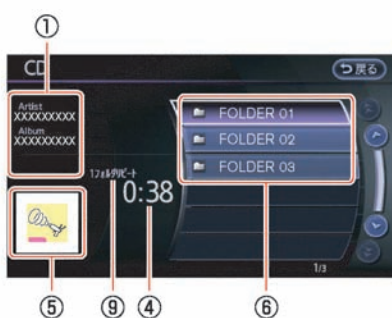 ①
CD
戻る
Artist
XXXXXXXXX
Album
XXXXXXXXX
FOLDER 01
FOLDER 02
FOLDER 03
1フォルダリピート
0:38
1/3
⑤ ⑨ ④ ⑥